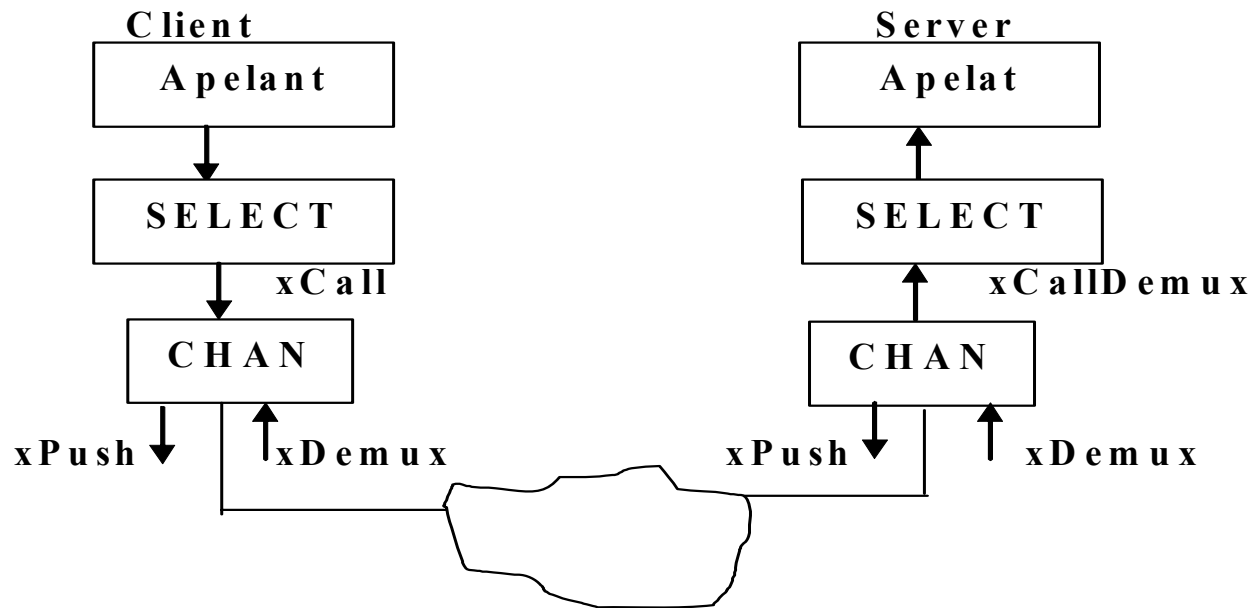 Client
Apelant
SELECT
xCall
CHAN
xPush
xDemux
Server
Apelat
SELECT
xCallDemux
CHAN
xPush
xDemux